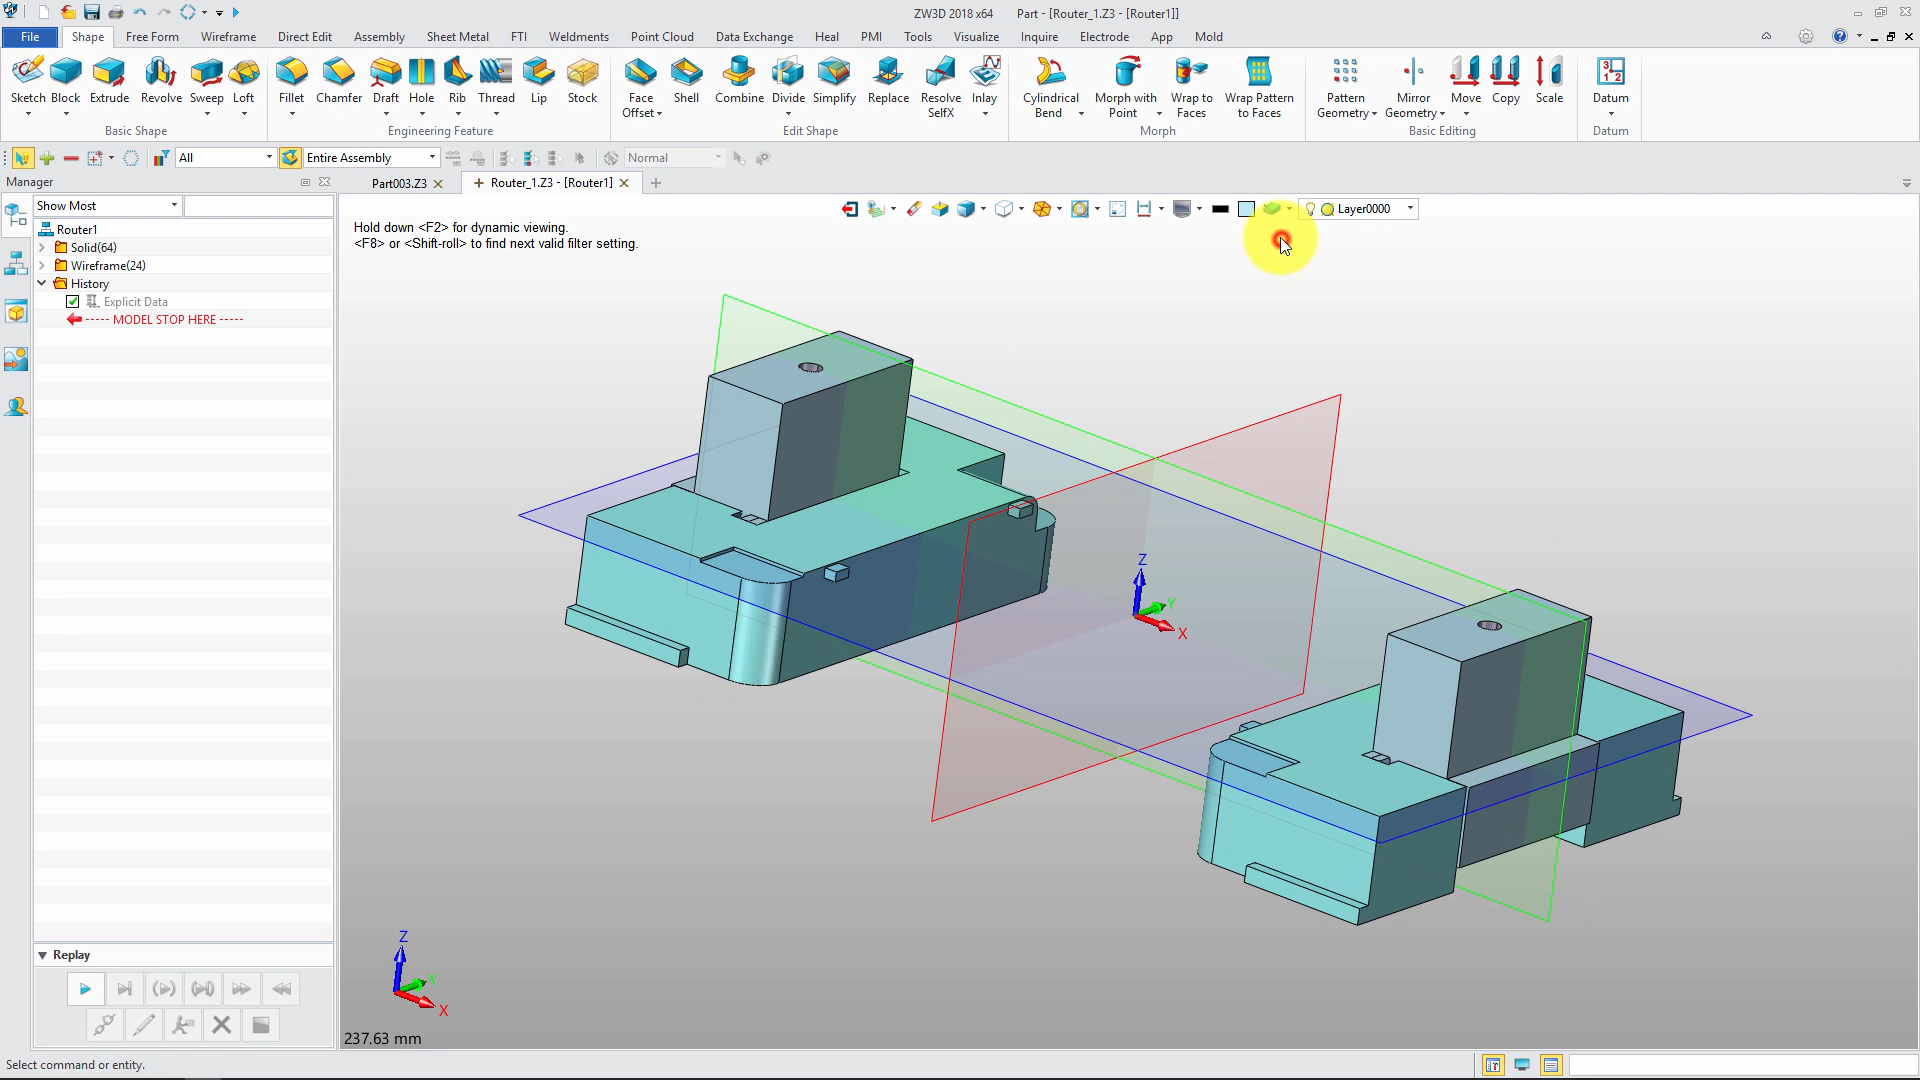 ZW3D 2018 x64 Part - [Router_1.Z3 - [Router1]]
File Shape Free Form Wireframe Direct Edit Assembly Sheet Metal FTI Weldments Point Cloud Data Exchange Heal PMI Tools Visualize Inquire Electrode App Mold
Sketch Block Extrude Revolve Sweep Loft Fillet Chamfer Draft Hole Rib Thread Lip Stock Face Offset Shell Combine Divide Simplify Replace Resolve SelfX Inlay Cylindrical Bend Morph with Point Wrap to Faces Wrap Pattern to Faces Pattern Geometry Mirror Geometry Move Copy Scale Datum
Basic Shape Engineering Feature Edit Shape Morph Basic Editing Datum
All Entire Assembly Normal
Manager Part003.Z3 Router_1.Z3 - [Router1]
Show Most Layer0000
Router1
Solid(64)
Wireframe(24)
History
Explicit Data
----- MODEL STOP HERE -----
Hold down <F2> for dynamic viewing.
<F8> or <Shift-roll> to find next valid filter setting.
Z
Y
X
Replay
Z
Y
X
237.63 mm
Select command or entity.